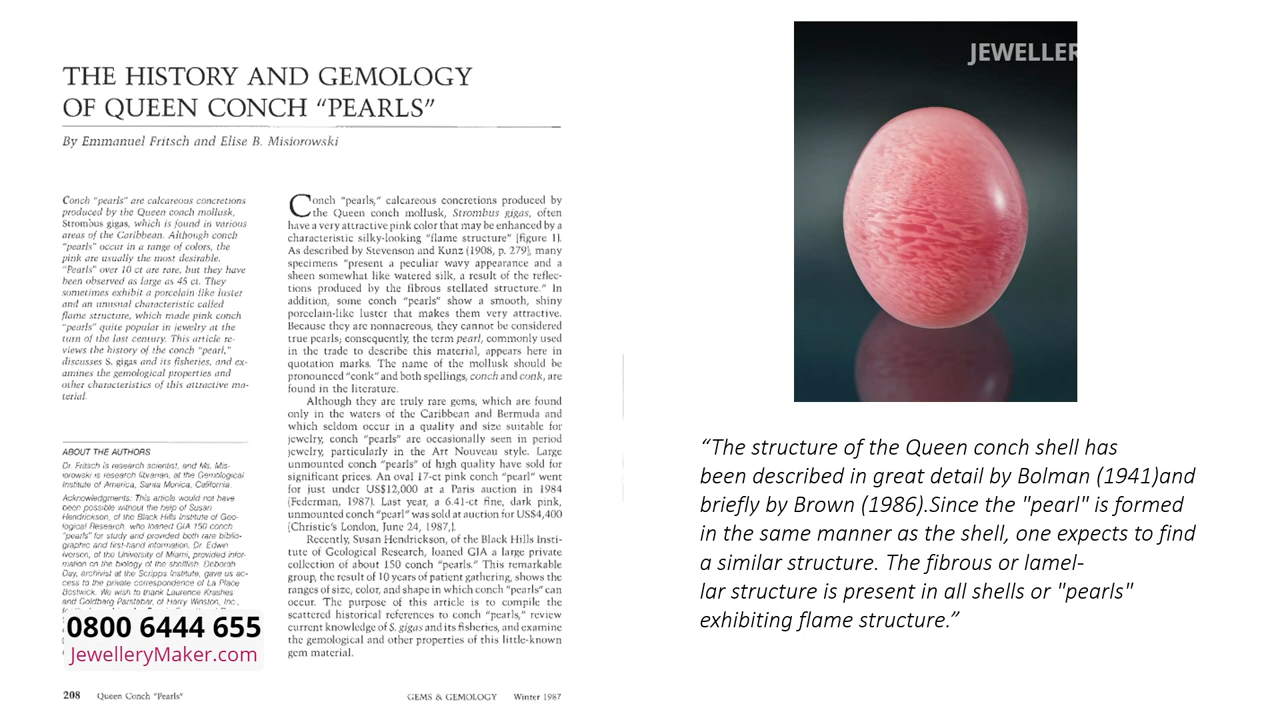 THE HISTORY AND GEMOLOGY
OF QUEEN CONCH “PEARLS”
By Emmanuel Fritsch and Elise B. Misiorowski
Conch “pearls” are calcareous concretions
produced by the Queen conch mollusk,
Strombus gigas, which is found in various
areas of the Caribbean. Although conch
“pearls” occur in a range of colors, the
pink are usually the most desirable.
“Pearls” over 10 ct are rare, but they have
been observed as large as 45 ct. They
sometimes exhibit a porcelain like luster
and an unusual characteristic called
flame structure, which made pink conch
“pearls” quite popular in jewelry at the
turn of the last century. This article re-
views the history of the conch “pearl,”
discusses S. gigas and its fisheries, and ex-
amines the gemological properties and
other characteristics of this attractive ma-
terial.
ABOUT THE AUTHORS
Dr. Fritsch is research scientist, and Ms. Mis-
iorowski is research librarian, at the Gemological
Institute of America, Santa Monica, California.
Acknowledgments: This article would not have
been possible without the help of Susan
Hendrickson, of the Black Hills Institute of Geo-
logical Research, who loaned GIA 150 conch
“pearls” for study and provided both rare biblio-
graphic and first-hand information. Dr. Edwin
Iversen, of the University of Miami, provided infor-
mation on the biology of the shellfish. Deborah
Day, archivist at the Scripps Institute, gave us ac-
cess to the private correspondence of La Place
Bostwick. We wish to thank Laurence Krashes
and Goldberg Parstabar, of Harry Winston, Inc.,
0800 6444 655
JewelleryMaker.com
Conch “pearls,” calcareous concretions produced by
the Queen conch mollusk, Strombus gigas, often
have a very attractive pink color that may be enhanced by a
characteristic silky-looking “flame structure” (figure 1).
As described by Stevenson and Kunz (1908, p. 279), many
specimens “present a peculiar wavy appearance and a
sheen somewhat like watered silk, a result of the reflec-
tions produced by the fibrous stellated structure.” In
addition, some conch “pearls” show a smooth, shiny
porcelain-like luster that makes them very attractive.
Because they are nonnacreous, they cannot be considered
true pearls; consequently, the term pearl, commonly used
in the trade to describe this material, appears here in
quotation marks. The name of the mollusk should be
pronounced “conk” and both spellings, conch and conk, are
found in the literature.
Although they are truly rare gems, which are found
only in the waters of the Caribbean and Bermuda and
which seldom occur in a quality and size suitable for
jewelry, conch “pearls” are occasionally seen in period
jewelry, particularly in the Art Nouveau style. Large
unmounted conch “pearls” of high quality have sold for
significant prices. An oval 17-ct pink conch “pearl” went
for just under US$12,000 at a Paris auction in 1984
(Federman, 1987). Last year, a 6.41-ct fine, dark pink,
unmounted conch “pearl” was sold at auction for US$4,400
(Christie’s London, June 24, 1987,).
Recently, Susan Hendrickson, of the Black Hills Insti-
tute of Geological Research, loaned GIA a large private
collection of about 150 conch “pearls.” This remarkable
group, the result of 10 years of patient gathering, shows the
ranges of size, color, and shape in which conch “pearls” can
occur. The purpose of this article is to compile the
scattered historical references to conch “pearls,” review
current knowledge of S. gigas and its fisheries, and examine
the gemological and other properties of this little-known
gem material.
208 Queen Conch “Pearls”
GEMS & GEMOLOGY Winter 1987
JEWELLER
“The structure of the Queen conch shell has
been described in great detail by Bolman (1941)and
briefly by Brown (1986).Since the "pearl" is formed
in the same manner as the shell, one expects to find
a similar structure. The fibrous or lamel-
lar structure is present in all shells or "pearls"
exhibiting flame structure.”